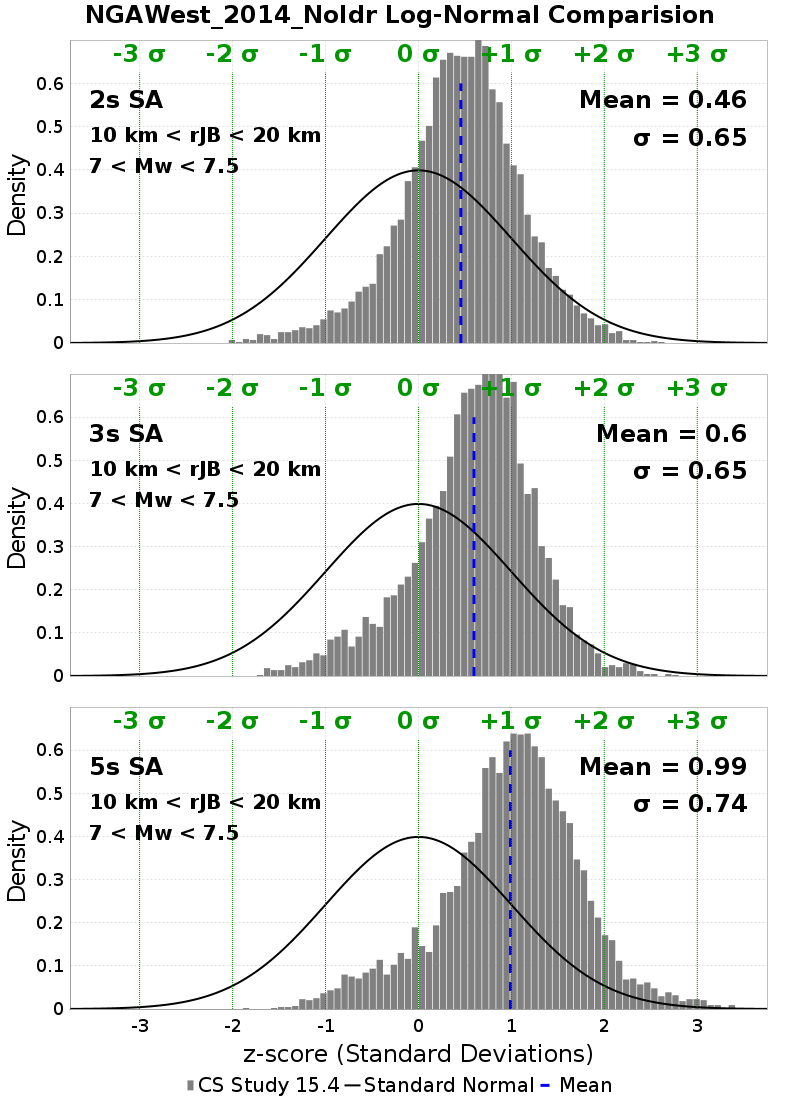 NGAWest_2014_NoIdr Log-Normal Comparision
-3 σ -2 σ -1 σ 0 σ +1 σ +2 σ +3 σ
2s SA Mean = 0.46
10 km < rJB < 20 km σ = 0.65
7 < Mw < 7.5
0.6
0.5
0.4
0.3
0.2
0.1
0
Density
-3 σ -2 σ -1 σ 0 σ +1 σ +2 σ +3 σ
3s SA Mean = 0.6
10 km < rJB < 20 km σ = 0.65
7 < Mw < 7.5
0.6
0.5
0.4
0.3
0.2
0.1
0
Density
-3 σ -2 σ -1 σ 0 σ +1 σ +2 σ +3 σ
5s SA Mean = 0.99
10 km < rJB < 20 km σ = 0.74
7 < Mw < 7.5
0.6
0.5
0.4
0.3
0.2
0.1
0
Density
-3 -2 -1 0 1 2 3
z-score (Standard Deviations)
CS Study 15.4 Standard Normal Mean